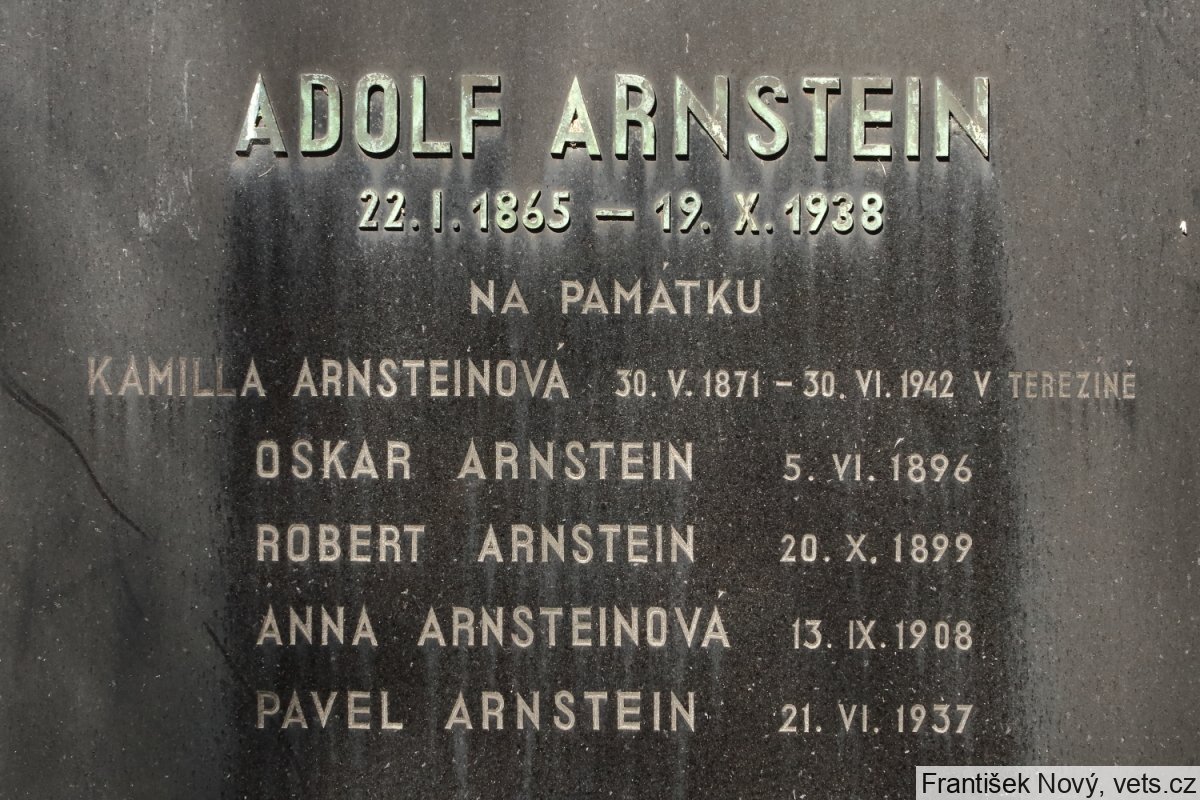 ADOLF ARNSTEIN
22. I. 1865 — 19. X. 1938
NA PAMÁTKU
KAMILLA ARNSTEINOVÁ 30. V. 1871 – 30. VI. 1942 V TEREZÍNĚ
OSKAR ARNSTEIN 5. VI. 1896
ROBERT ARNSTEIN 20. X. 1899
ANNA ARNSTEINOVÁ 13. IX. 1908
PAVEL ARNSTEIN 21. VI. 1937
František Nový, vets.cz